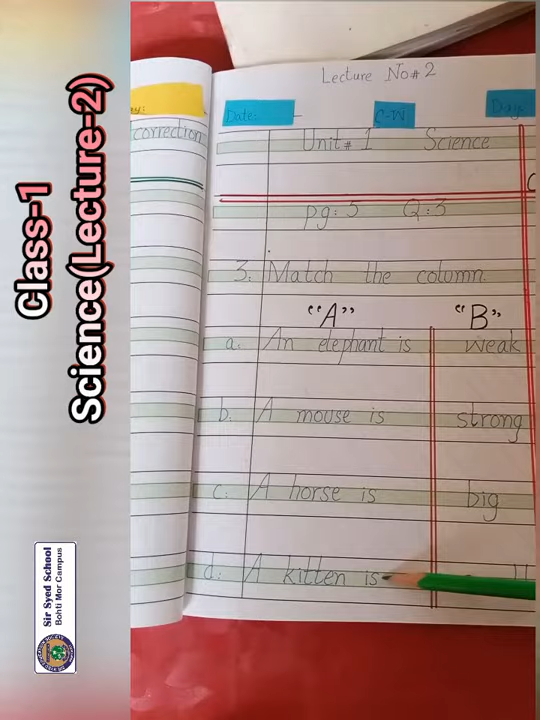 Class-1
Science(Lecture-2)
Sir Syed School
Bohti Mor Campus
correction
Lecture No# 2
Date:
C-W
Day:
Unit# 1 Science
pg: 5 Q:3
3. Match the column.
"A" "B"
a. An elephant is weak
b. A mouse is strong
c. A horse is big
d. A kitten is